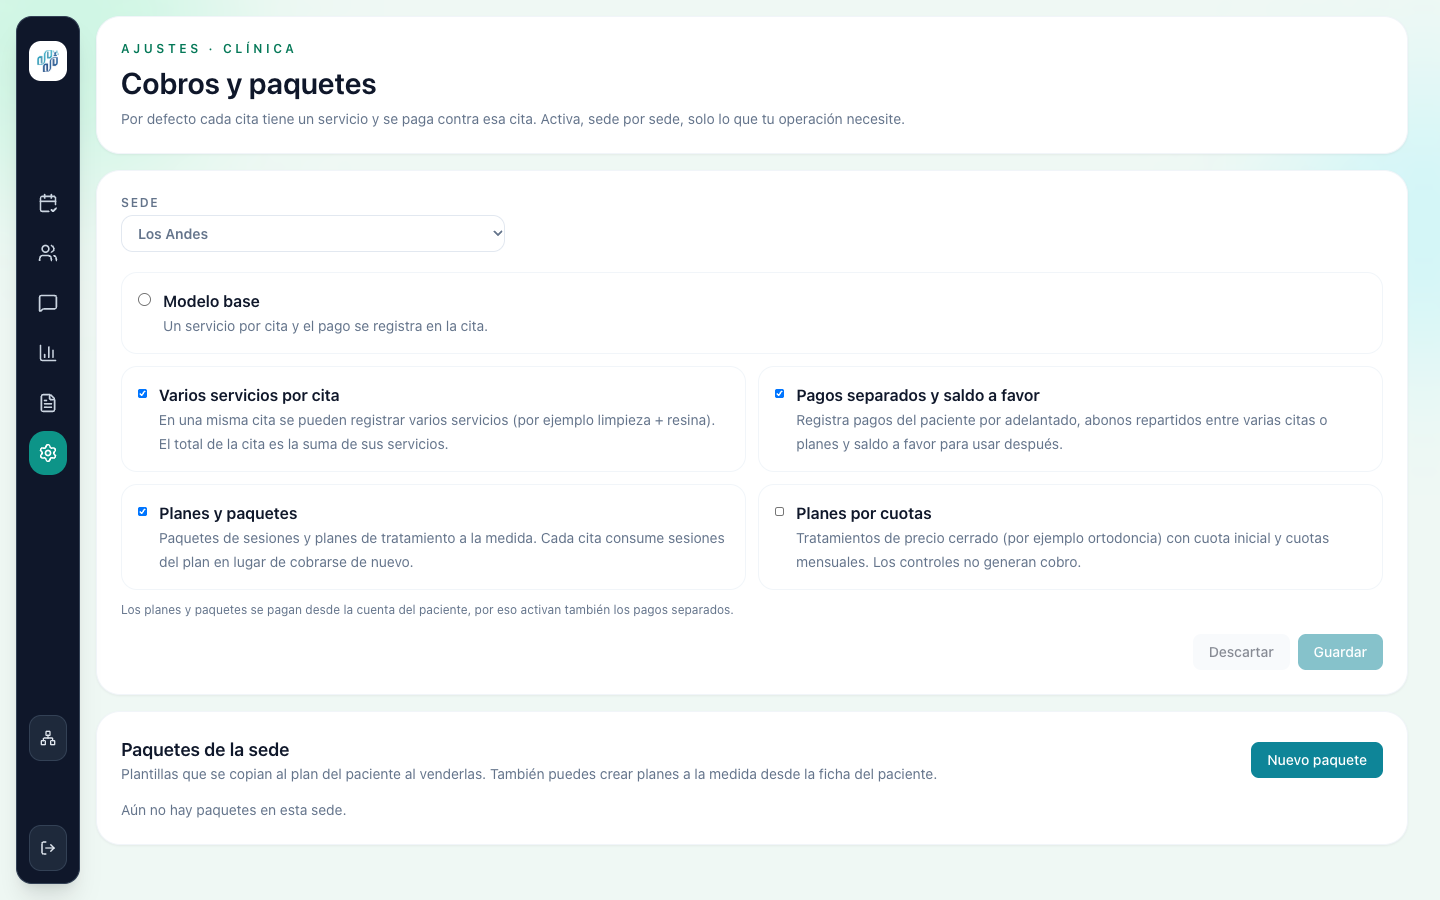 AJUSTES · CLÍNICA
Cobros y paquetes
Por defecto cada cita tiene un servicio y se paga contra esa cita. Activa, sede por sede, solo lo que tu operación necesite.
SEDE
Los Andes
Modelo base
Un servicio por cita y el pago se registra en la cita.
Varios servicios por cita
En una misma cita se pueden registrar varios servicios (por ejemplo limpieza + resina).
El total de la cita es la suma de sus servicios.
Pagos separados y saldo a favor
Registra pagos del paciente por adelantado, abonos repartidos entre varias citas o
planes y saldo a favor para usar después.
Planes y paquetes
Paquetes de sesiones y planes de tratamiento a la medida. Cada cita consume sesiones
del plan en lugar de cobrarse de nuevo.
Planes por cuotas
Tratamientos de precio cerrado (por ejemplo ortodoncia) con cuota inicial y cuotas
mensuales. Los controles no generan cobro.
Los planes y paquetes se pagan desde la cuenta del paciente, por eso activan también los pagos separados.
Descartar
Guardar
Paquetes de la sede
Plantillas que se copian al plan del paciente al venderlas. También puedes crear planes a la medida desde la ficha del paciente.
Nuevo paquete
Aún no hay paquetes en esta sede.